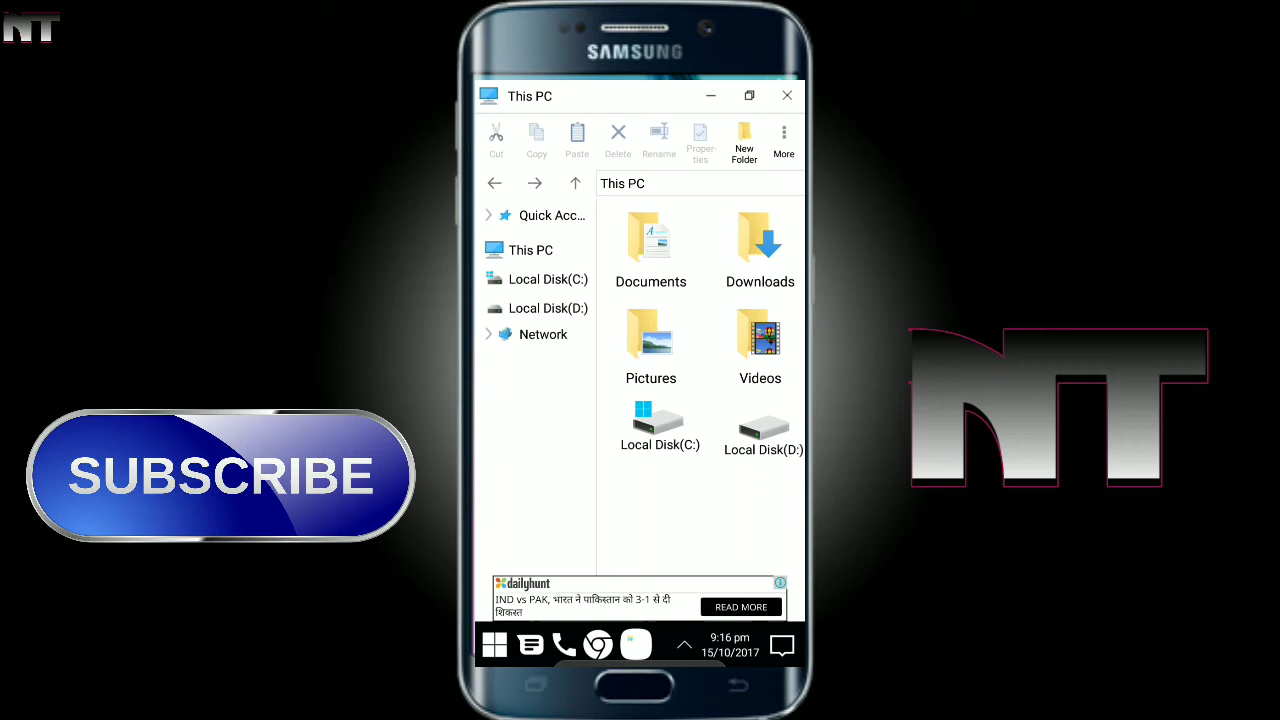 NT
SAMSUNG
This PC
Cut
Copy
Paste
Delete
Rename
Proper-
ties
New
Folder
More
This PC
Quick Acc...
This PC
Local Disk(C:)
Local Disk(D:)
Network
Documents
Downloads
Pictures
Videos
Local Disk(C:)
Local Disk(D:)
SUBSCRIBE
NT
dailyhunt
IND vs PAK, भारत ने पाकिस्तान को 3-1 से दी
शिकस्त
READ MORE
9:16 pm
15/10/2017